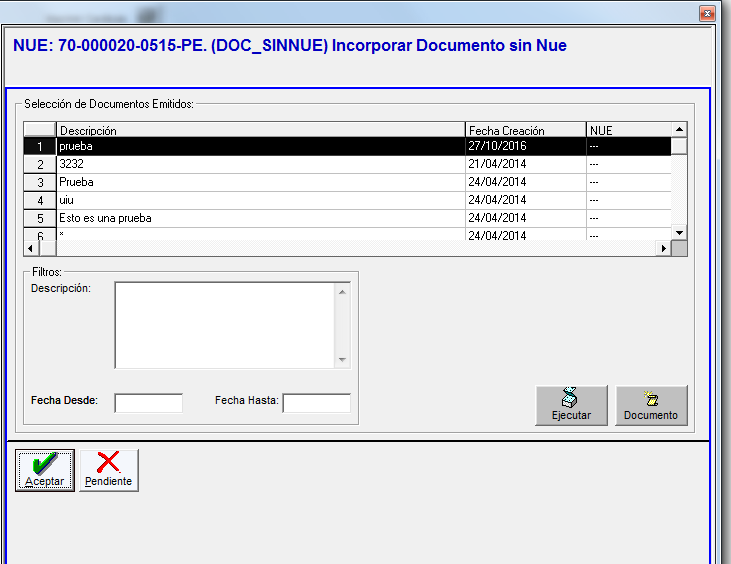 NUE: 70-000020-0515-PE. (DOC_SINNUE) Incorporar Documento sin Nue
Selección de Documentos Emitidos:
Descripción Fecha Creación NUE
1 prueba 27/10/2016 ---
2 3232 21/04/2014 ---
3 Prueba 24/04/2014 ---
4 uiu 24/04/2014 ---
5 Esto es una prueba 24/04/2014 ---
6 * 24/04/2014 ---
Filtros:
Descripción:
Fecha Desde: Fecha Hasta:
Ejecutar Documento
Aceptar Pendiente